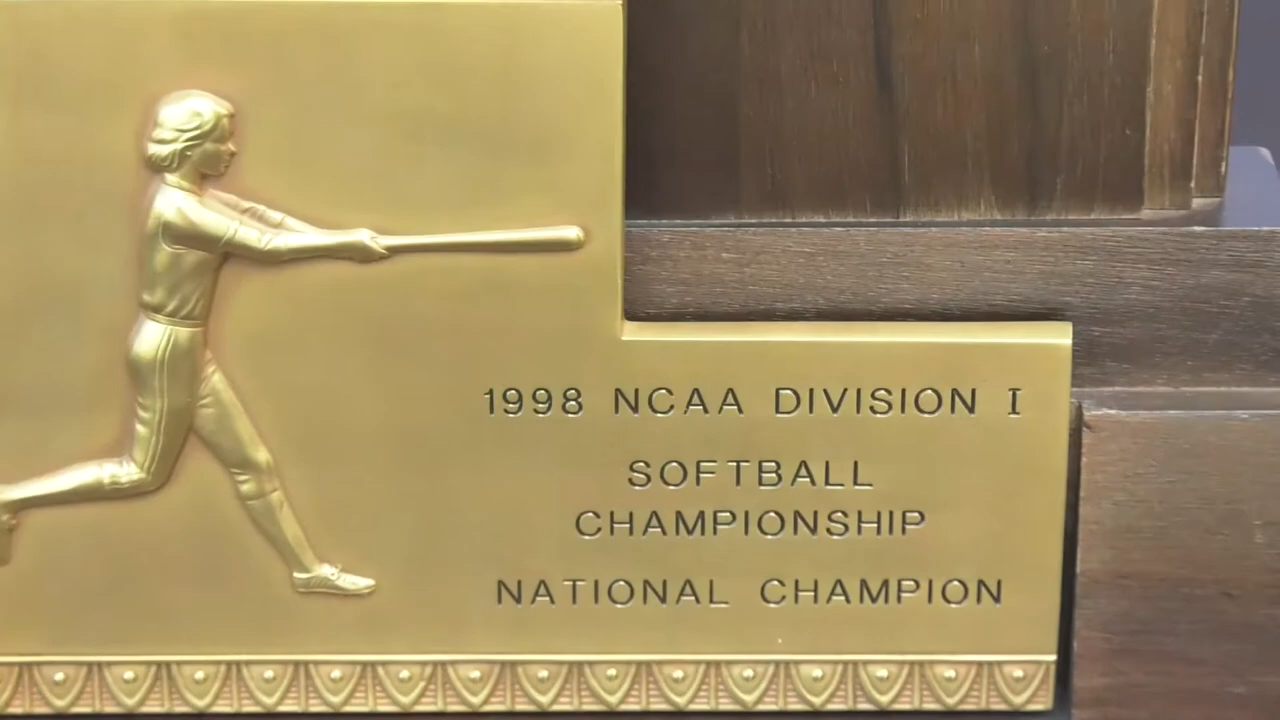 1998 NCAA DIVISION I
SOFTBALL
CHAMPIONSHIP
NATIONAL CHAMPION